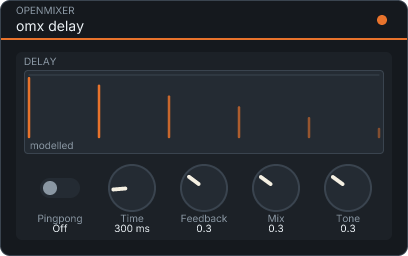 OPENMIXER
omx delay
DELAY
modelled
Pingpong Time Feedback Mix Tone
Off 300 ms 0.3 0.3 0.3